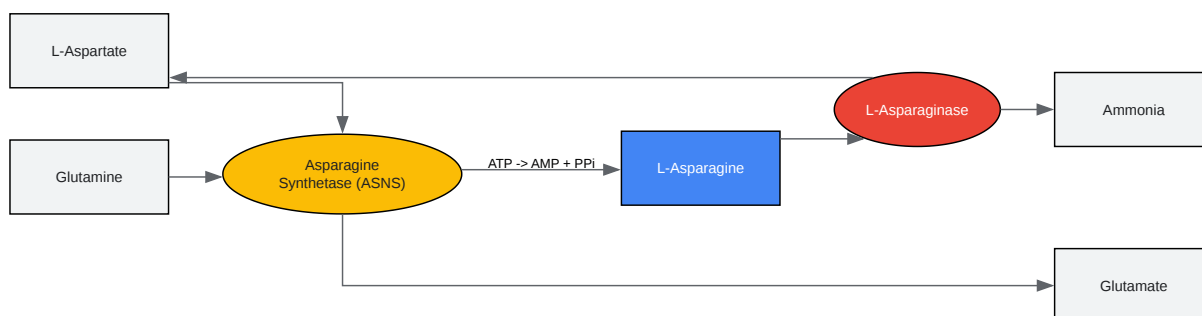 L-Aspartate
L-Asparaginase
Ammonia
Asparagine
Synthetase (ASNS)
ATP -> AMP + PPi
L-Asparagine
Glutamine
Glutamate